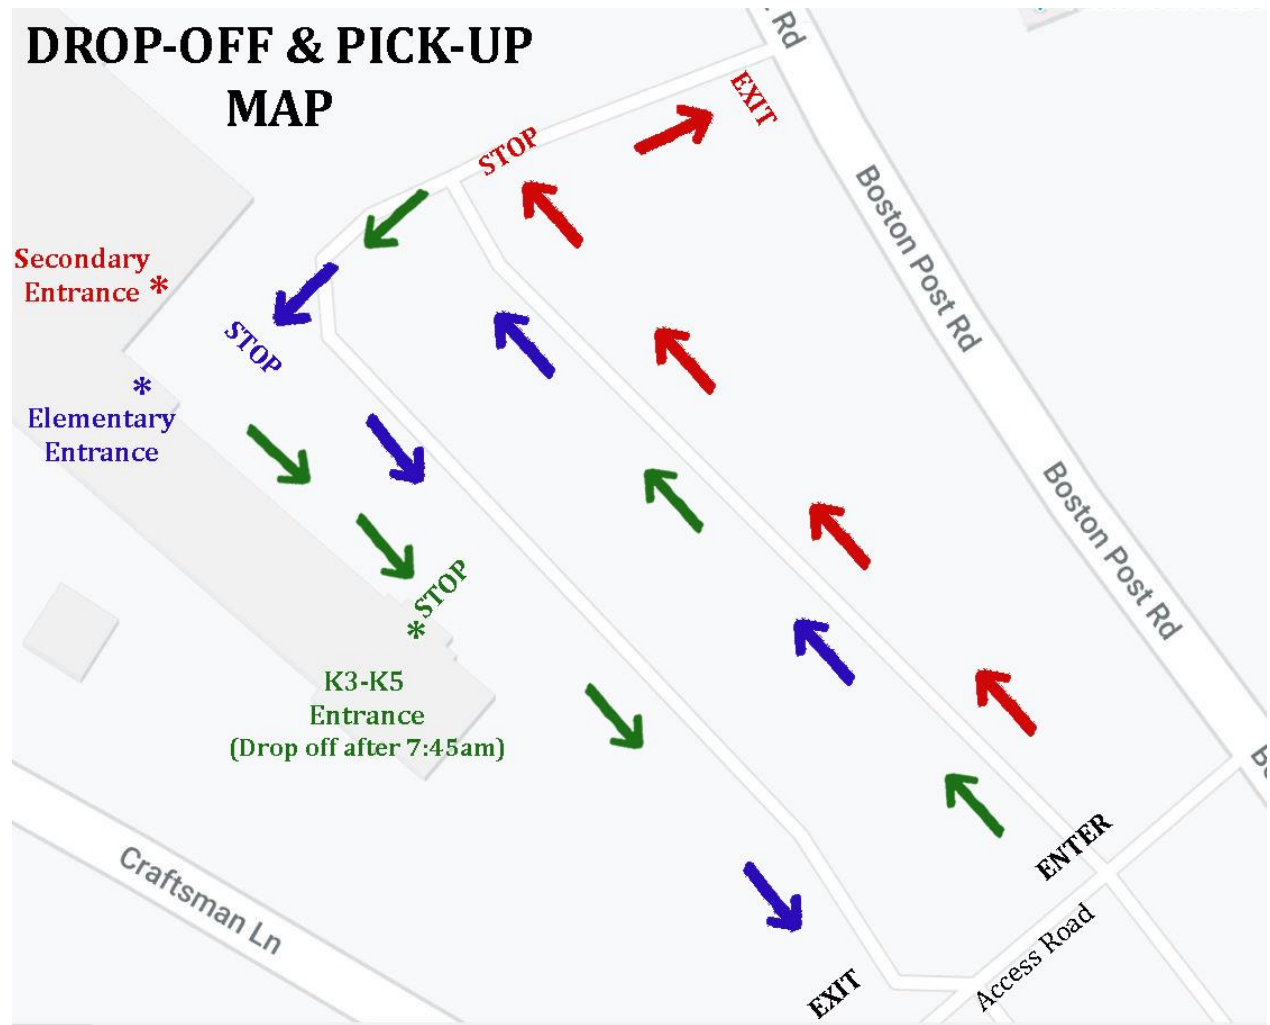 DROP-OFF & PICK-UP
MAP
Rd
EXIT
STOP
Boston Post Rd
Secondary
Entrance *
STOP
*
Elementary
Entrance
Boston Post Rd
STOP
*
K3-K5
Entrance
(Drop off after 7:45am)
ENTER
Craftsman Ln
Access Road
EXIT